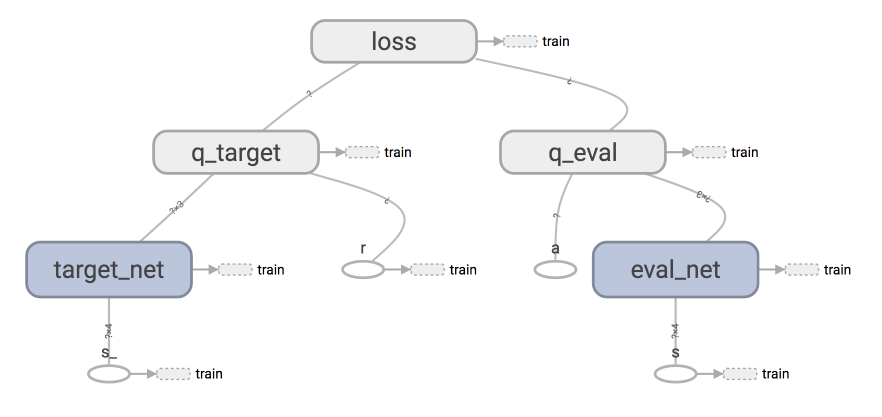 loss
train
?
?
q_target
train
q_eval
train
?×3
?
?
?×3
r
a
target_net
train
train
eval_net
train
?×4
?×4
s_
s
train
train